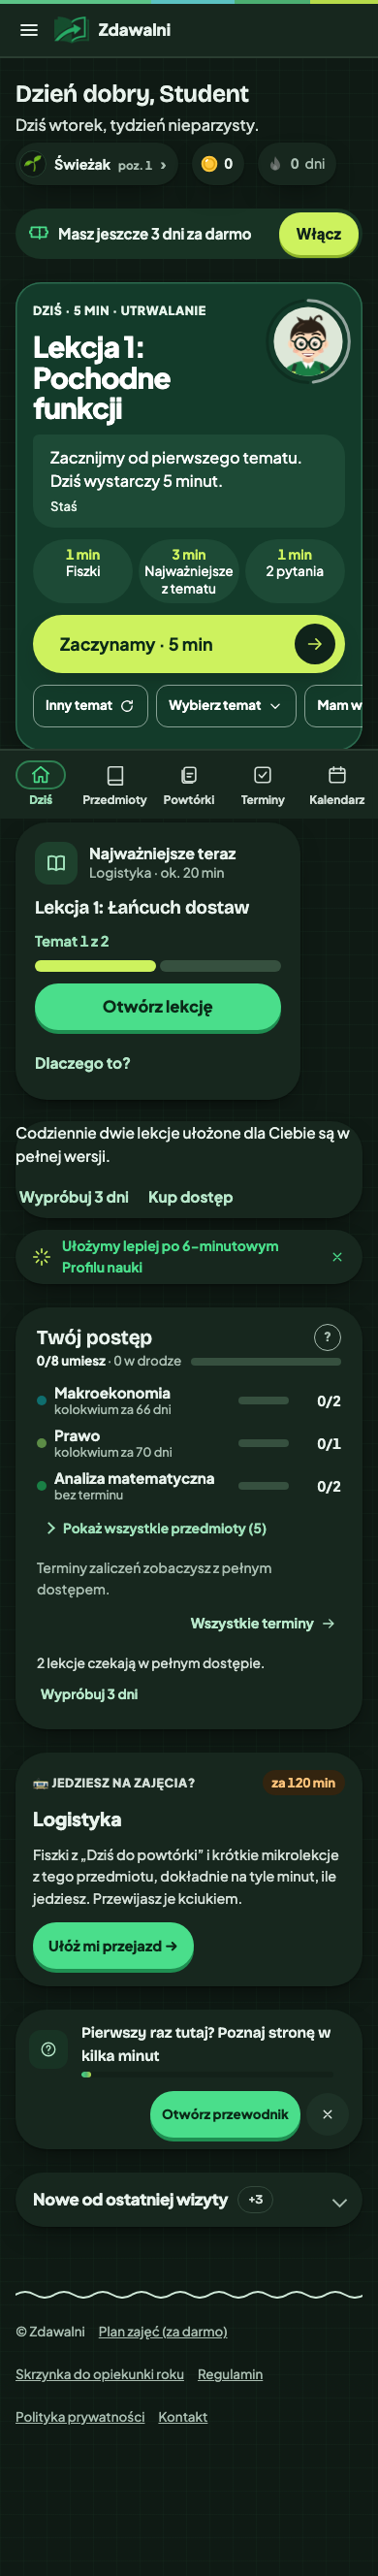 Zdawalni
Dzień dobry, Student
Dziś wtorek, tydzień nieparzysty.
Świeżak poz. 1 ›
0
0 dni
Masz jeszcze 3 dni za darmo
Włącz
DZIŚ · 5 MIN · UTRWALANIE
Lekcja 1:
Pochodne
funkcji
Zacznijmy od pierwszego tematu.
Dziś wystarczy 5 minut.
Staś
1 min
Fiszki
3 min
Najważniejsze
z tematu
1 min
2 pytania
Zaczynamy · 5 min
Inny temat
Wybierz temat
Mam w
Dziś
Przedmioty
Powtórki
Terminy
Kalendarz
Najważniejsze teraz
Logistyka · ok. 20 min
Lekcja 1: Łańcuch dostaw
Temat 1 z 2
Otwórz lekcję
Dlaczego to?
Codziennie dwie lekcje ułożone dla Ciebie są w
pełnej wersji.
Wypróbuj 3 dni
Kup dostęp
Ułożymy lepiej po 6-minutowym
Profilu nauki
Twój postęp
?
0/8 umiesz · 0 w drodze
Makroekonomia
kolokwium za 66 dni
0/2
Prawo
kolokwium za 70 dni
0/1
Analiza matematyczna
bez terminu
0/2
Pokaż wszystkie przedmioty (5)
Terminy zaliczeń zobaczysz z pełnym
dostępem.
Wszystkie terminy →
2 lekcje czekają w pełnym dostępie.
Wypróbuj 3 dni
JEDZIESZ NA ZAJĘCIA?
za 120 min
Logistyka
Fiszki z „Dziś do powtórki” i krótkie mikrolekcje
z tego przedmiotu, dokładnie na tyle minut, ile
jedziesz. Przewijasz je kciukiem.
Ułóż mi przejazd →
Pierwszy raz tutaj? Poznaj stronę w
kilka minut
Otwórz przewodnik
Nowe od ostatniej wizyty
+3
© Zdawalni Plan zajęć (za darmo)
Skrzynka do opiekunki roku Regulamin
Polityka prywatności Kontakt